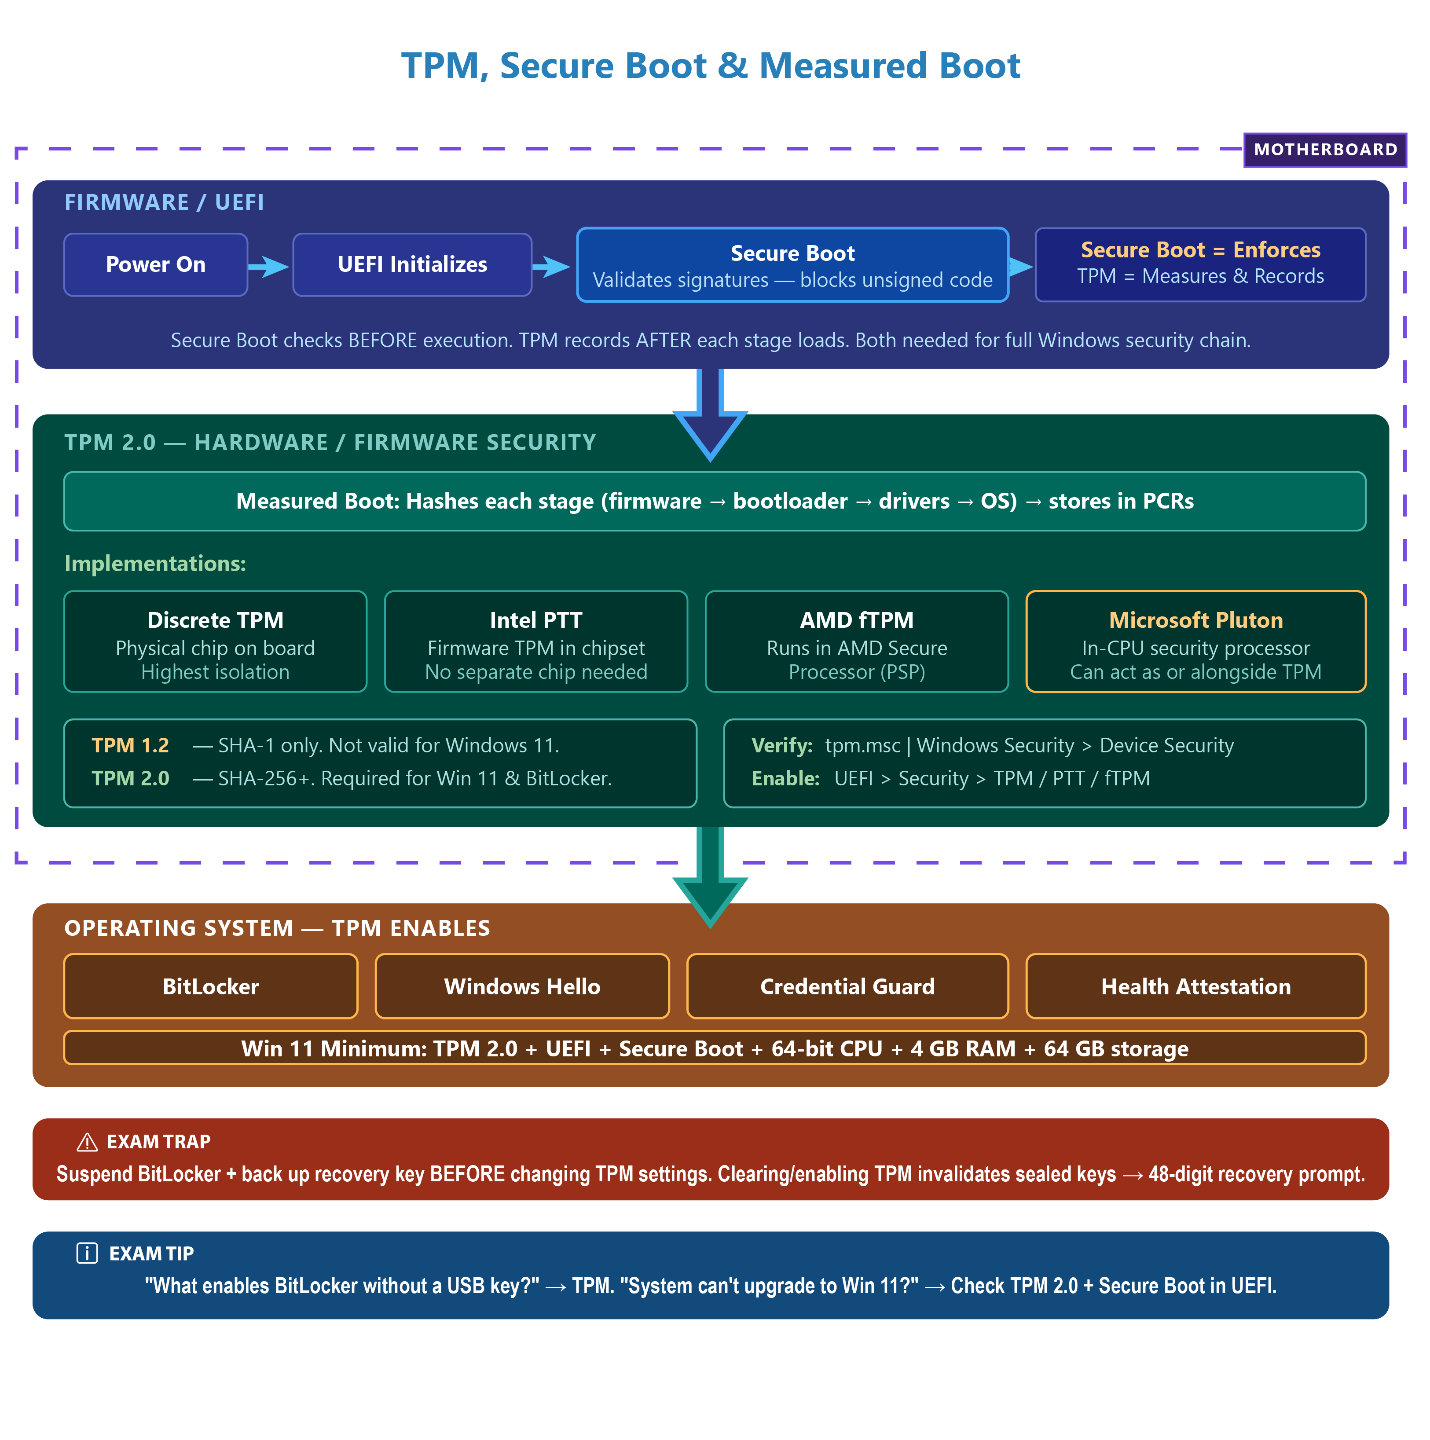 TPM, Secure Boot & Measured Boot
MOTHERBOARD
FIRMWARE / UEFI
Power On
UEFI Initializes
Secure Boot
Validates signatures — blocks unsigned code
Secure Boot = Enforces
TPM = Measures & Records
Secure Boot checks BEFORE execution. TPM records AFTER each stage loads. Both needed for full Windows security chain.
TPM 2.0 — HARDWARE / FIRMWARE SECURITY
Measured Boot: Hashes each stage (firmware → bootloader → drivers → OS) → stores in PCRs
Implementations:
Discrete TPM
Physical chip on board
Highest isolation
Intel PTT
Firmware TPM in chipset
No separate chip needed
AMD fTPM
Runs in AMD Secure
Processor (PSP)
Microsoft Pluton
In-CPU security processor
Can act as or alongside TPM
TPM 1.2 — SHA-1 only. Not valid for Windows 11.
TPM 2.0 — SHA-256+. Required for Win 11 & BitLocker.
Verify: tpm.msc | Windows Security > Device Security
Enable: UEFI > Security > TPM / PTT / fTPM
OPERATING SYSTEM — TPM ENABLES
BitLocker
Windows Hello
Credential Guard
Health Attestation
Win 11 Minimum: TPM 2.0 + UEFI + Secure Boot + 64-bit CPU + 4 GB RAM + 64 GB storage
⚠ EXAM TRAP
Suspend BitLocker + back up recovery key BEFORE changing TPM settings. Clearing/enabling TPM invalidates sealed keys → 48-digit recovery prompt.
ℹ EXAM TIP
"What enables BitLocker without a USB key?" → TPM. "System can't upgrade to Win 11?" → Check TPM 2.0 + Secure Boot in UEFI.